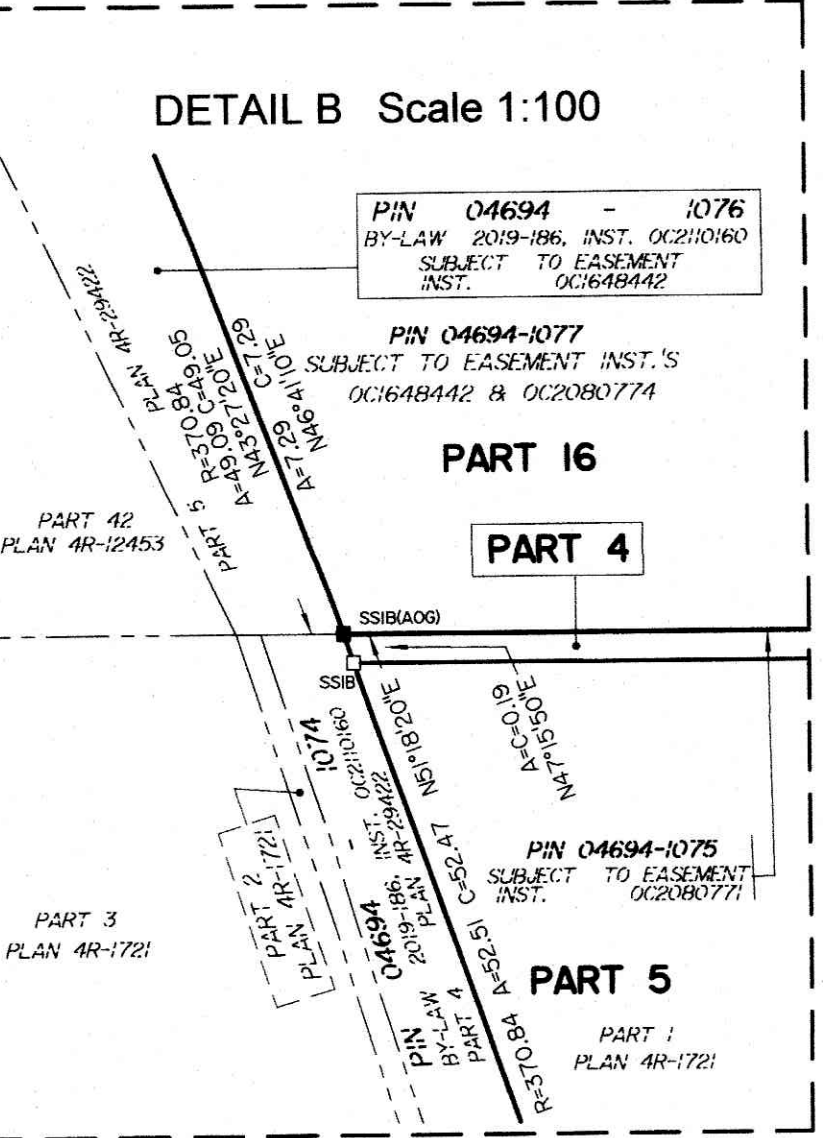 DETAIL B Scale 1:100
PIN 04694 - 1076
BY-LAW 2019-186, INST. OC2110160
SUBJECT TO EASEMENT
INST. OC1648442
PIN 04694-1077
SUBJECT TO EASEMENT INST.'S
OC1648442 & OC2080774
PART 16
PART 5 PLAN 4R-29422
R=370.84
A=49.09 C=49.05
N43°27'20"E
A=7.29 C=7.29
N46°41'10"E
PART 42
PLAN 4R-12453
PART 4
SSIB(AOG)
SSIB
N51°18'20"E
A=C=0.19
N47°15'50"E
PIN 04694 - 1074
BY-LAW 2019-186, INST. OC2110160
PART 4 PLAN 4R-29422
PART 2
PLAN 4R-1721
R=370.84 A=52.51 C=52.47
PIN 04694-1075
SUBJECT TO EASEMENT
INST. OC2080771
PART 3
PLAN 4R-1721
PART 5
PART 1
PLAN 4R-1721